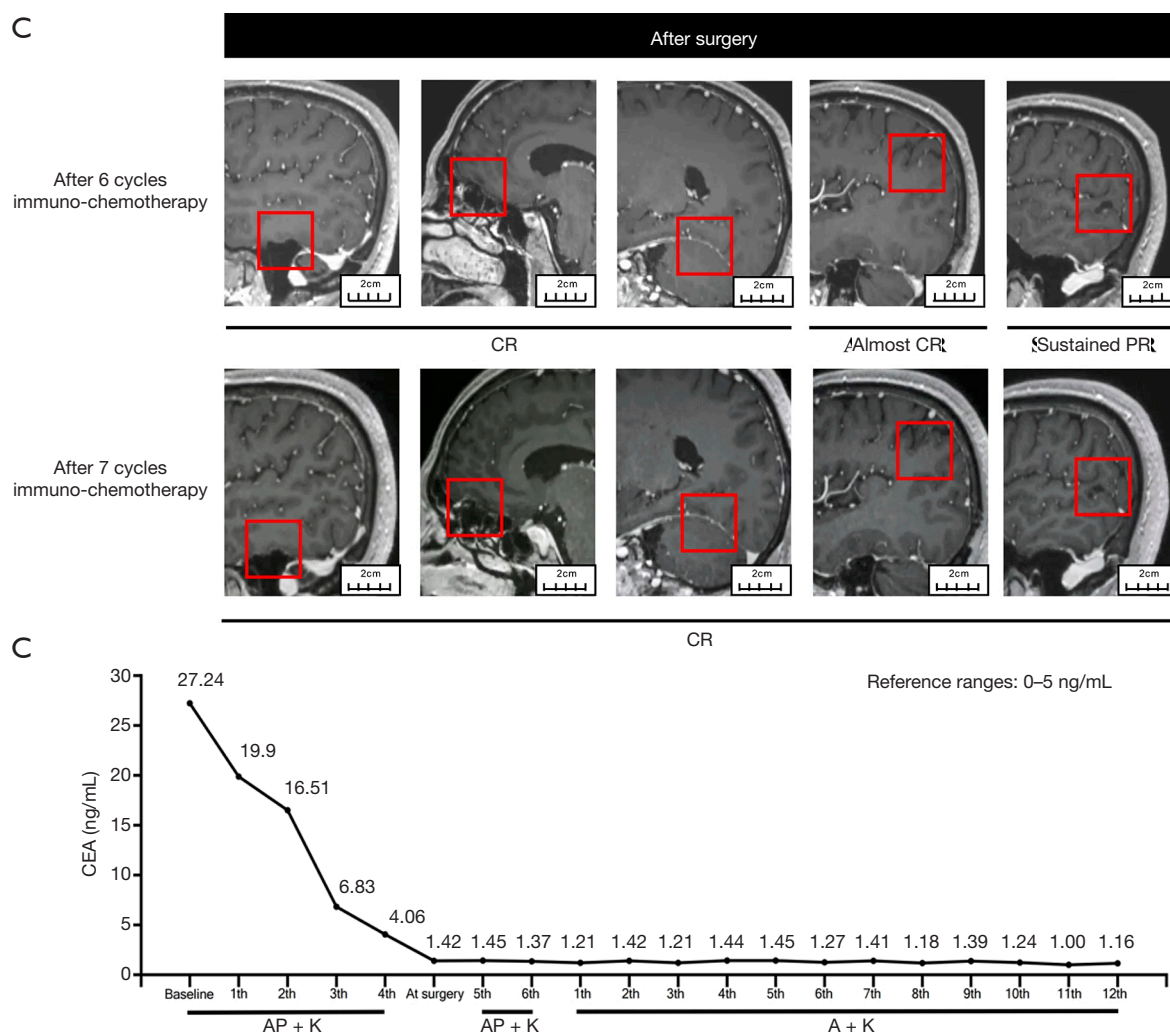 C
After surgery
After 6 cycles
immuno-chemotherapy
2cm
2cm
2cm
2cm
2cm
CR
Almost CR
Sustained PR
After 7 cycles
immuno-chemotherapy
2cm
2cm
2cm
2cm
2cm
CR
C
Reference ranges: 0–5 ng/mL
CEA (ng/mL)
30
25
20
15
10
5
0
27.24
19.9
16.51
6.83
4.06
1.42
1.45
1.37
1.21
1.42
1.21
1.44
1.45
1.27
1.41
1.18
1.39
1.24
1.00
1.16
Baseline
1th
2th
3th
4th
At surgery
5th
6th
1th
2th
3th
4th
5th
6th
7th
8th
9th
10th
11th
12th
AP + K
AP + K
A + K